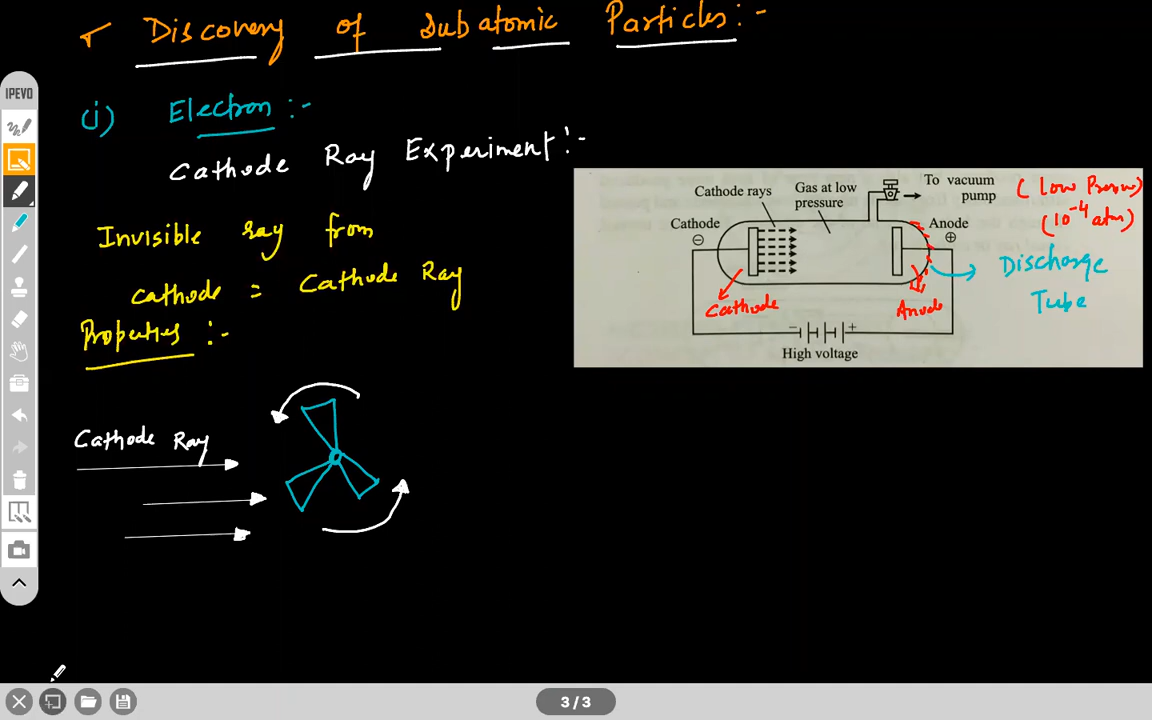 Discovery of Subatomic Particles:-
IPEVO
(i) Electron :-
Cathode Ray Experiment :-
Invisible ray from
cathode = Cathode Ray
Properties :-
Cathode Ray
Cathode rays
Gas at low
pressure
To vacuum
pump
(low Pressure)
(10⁻⁴ atm)
Cathode
⊖
Anode
⊕
Discharge
Tube
Cathode
Anode
− +
High voltage
3/3